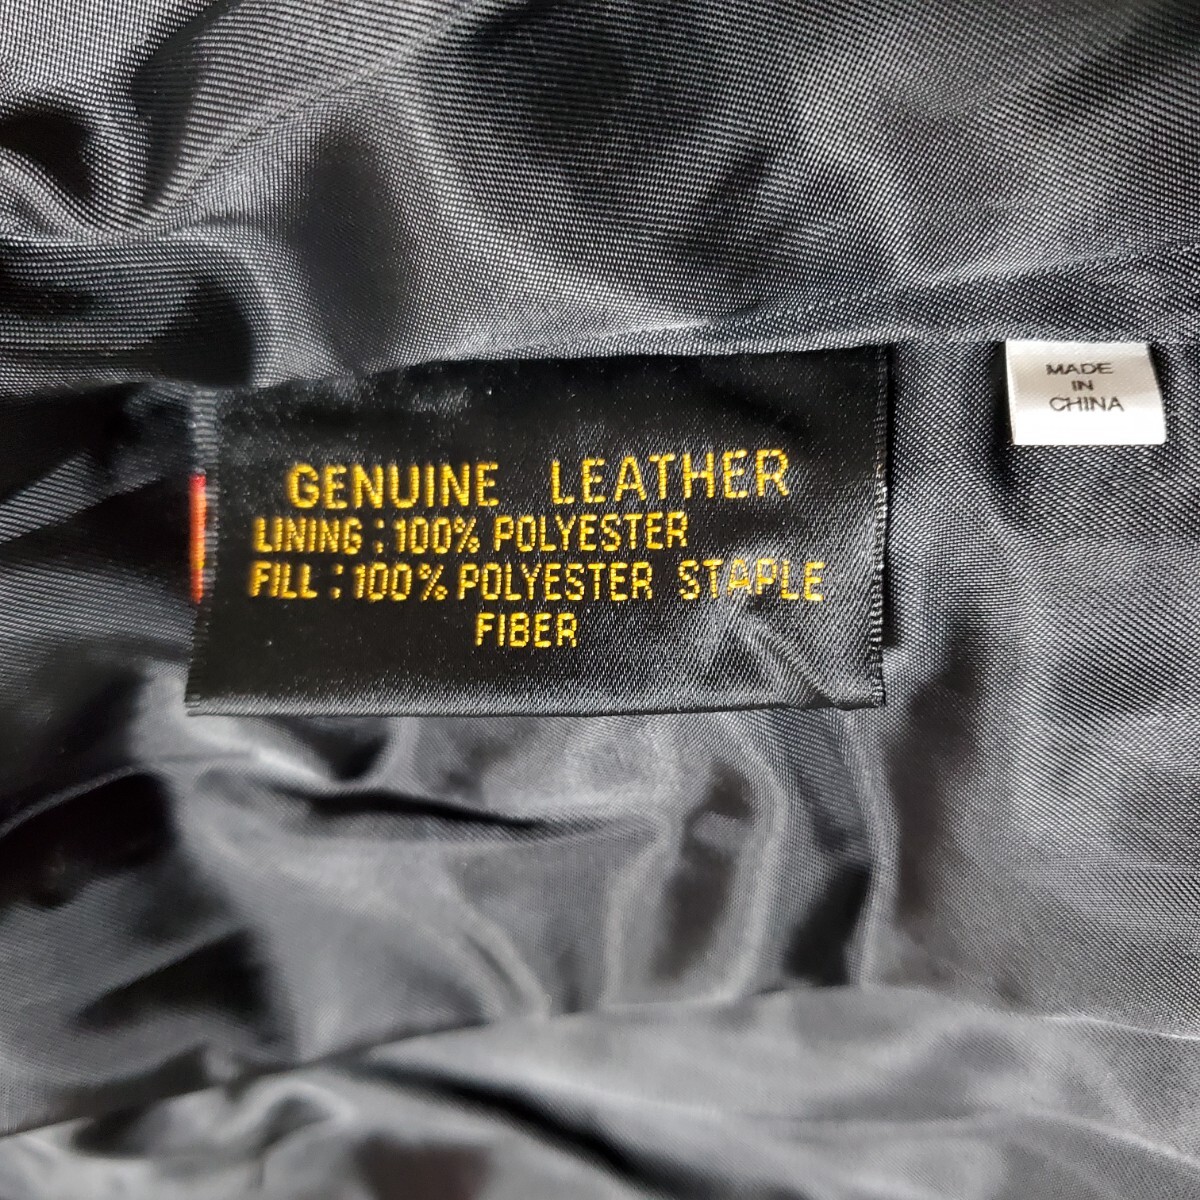 GENUINE LEATHER
LINING : 100% POLYESTER
FILL : 100% POLYESTER STAPLE
FIBER
MADE
IN
CHINA